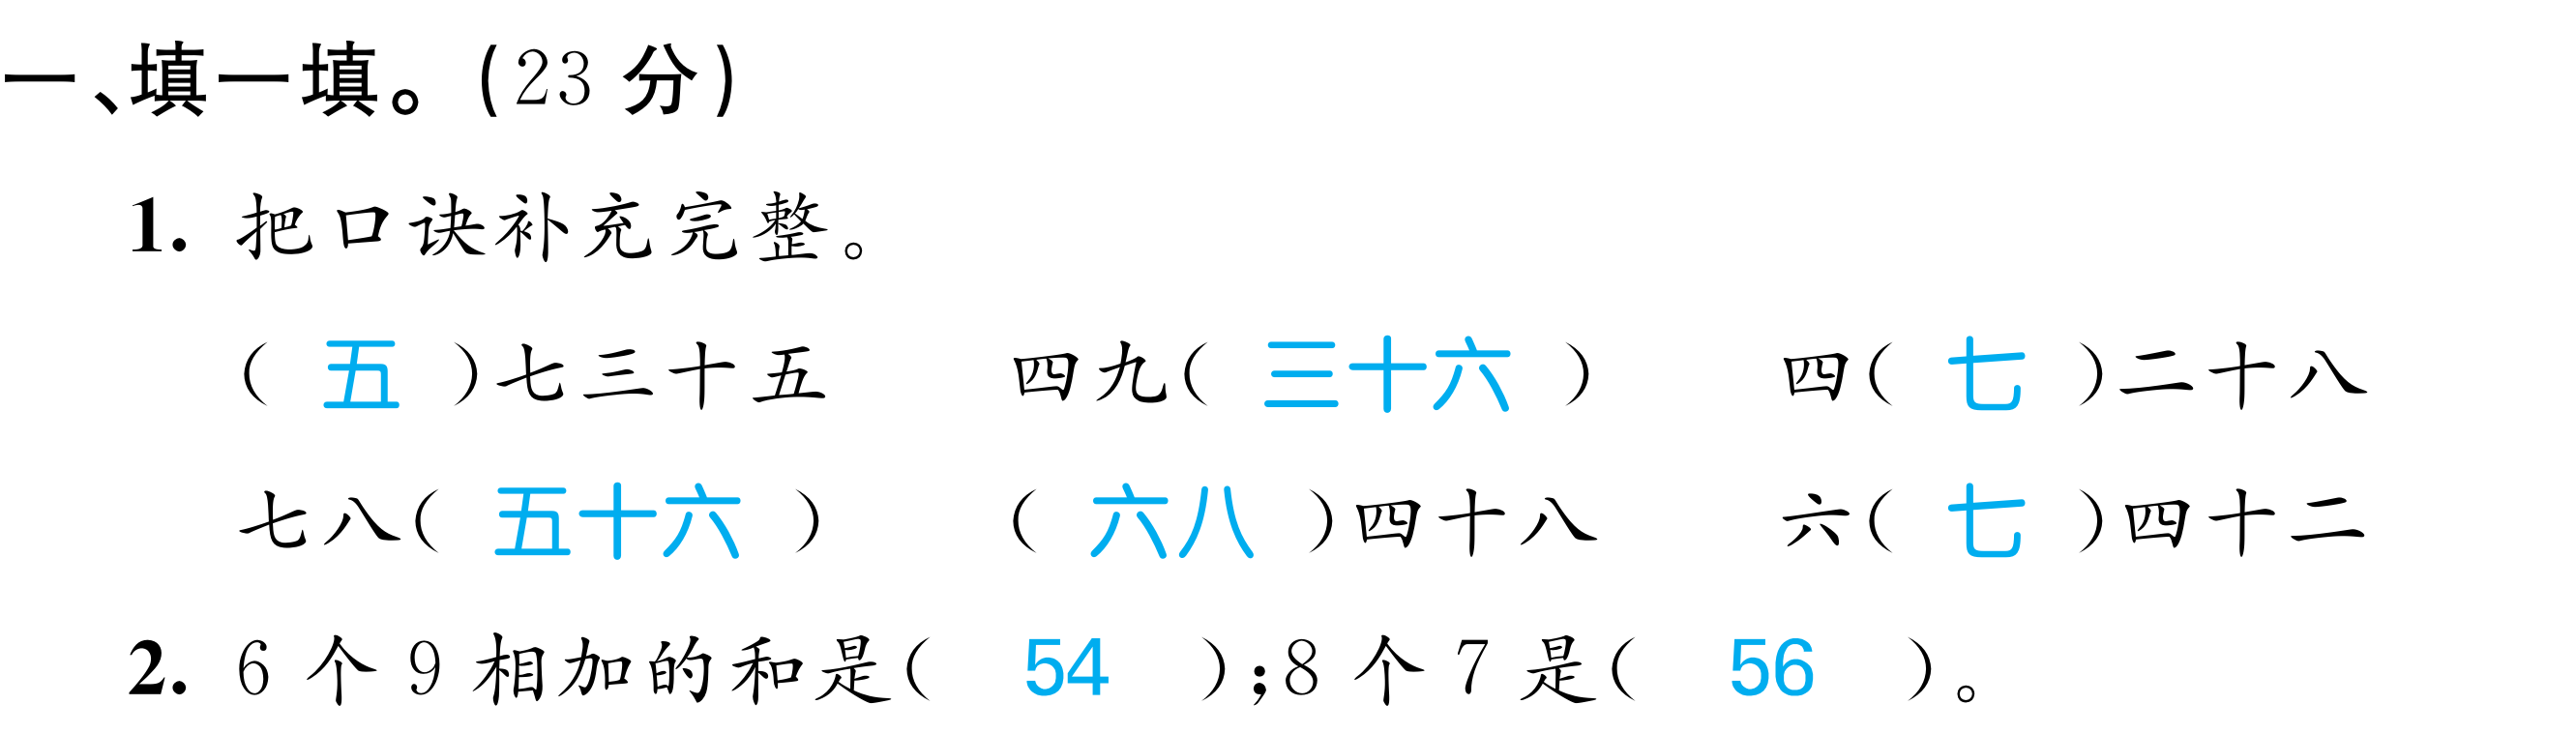 一、填一填。(23 分)
1. 把口诀补充完整。
( 五 )七三十五 四九( 三十六 ) 四( 七 )二十八
七八( 五十六 ) ( 六八 )四十八 六( 七 )四十二
2. 6 个 9 相加的和是( 54 );8 个 7 是( 56 )。